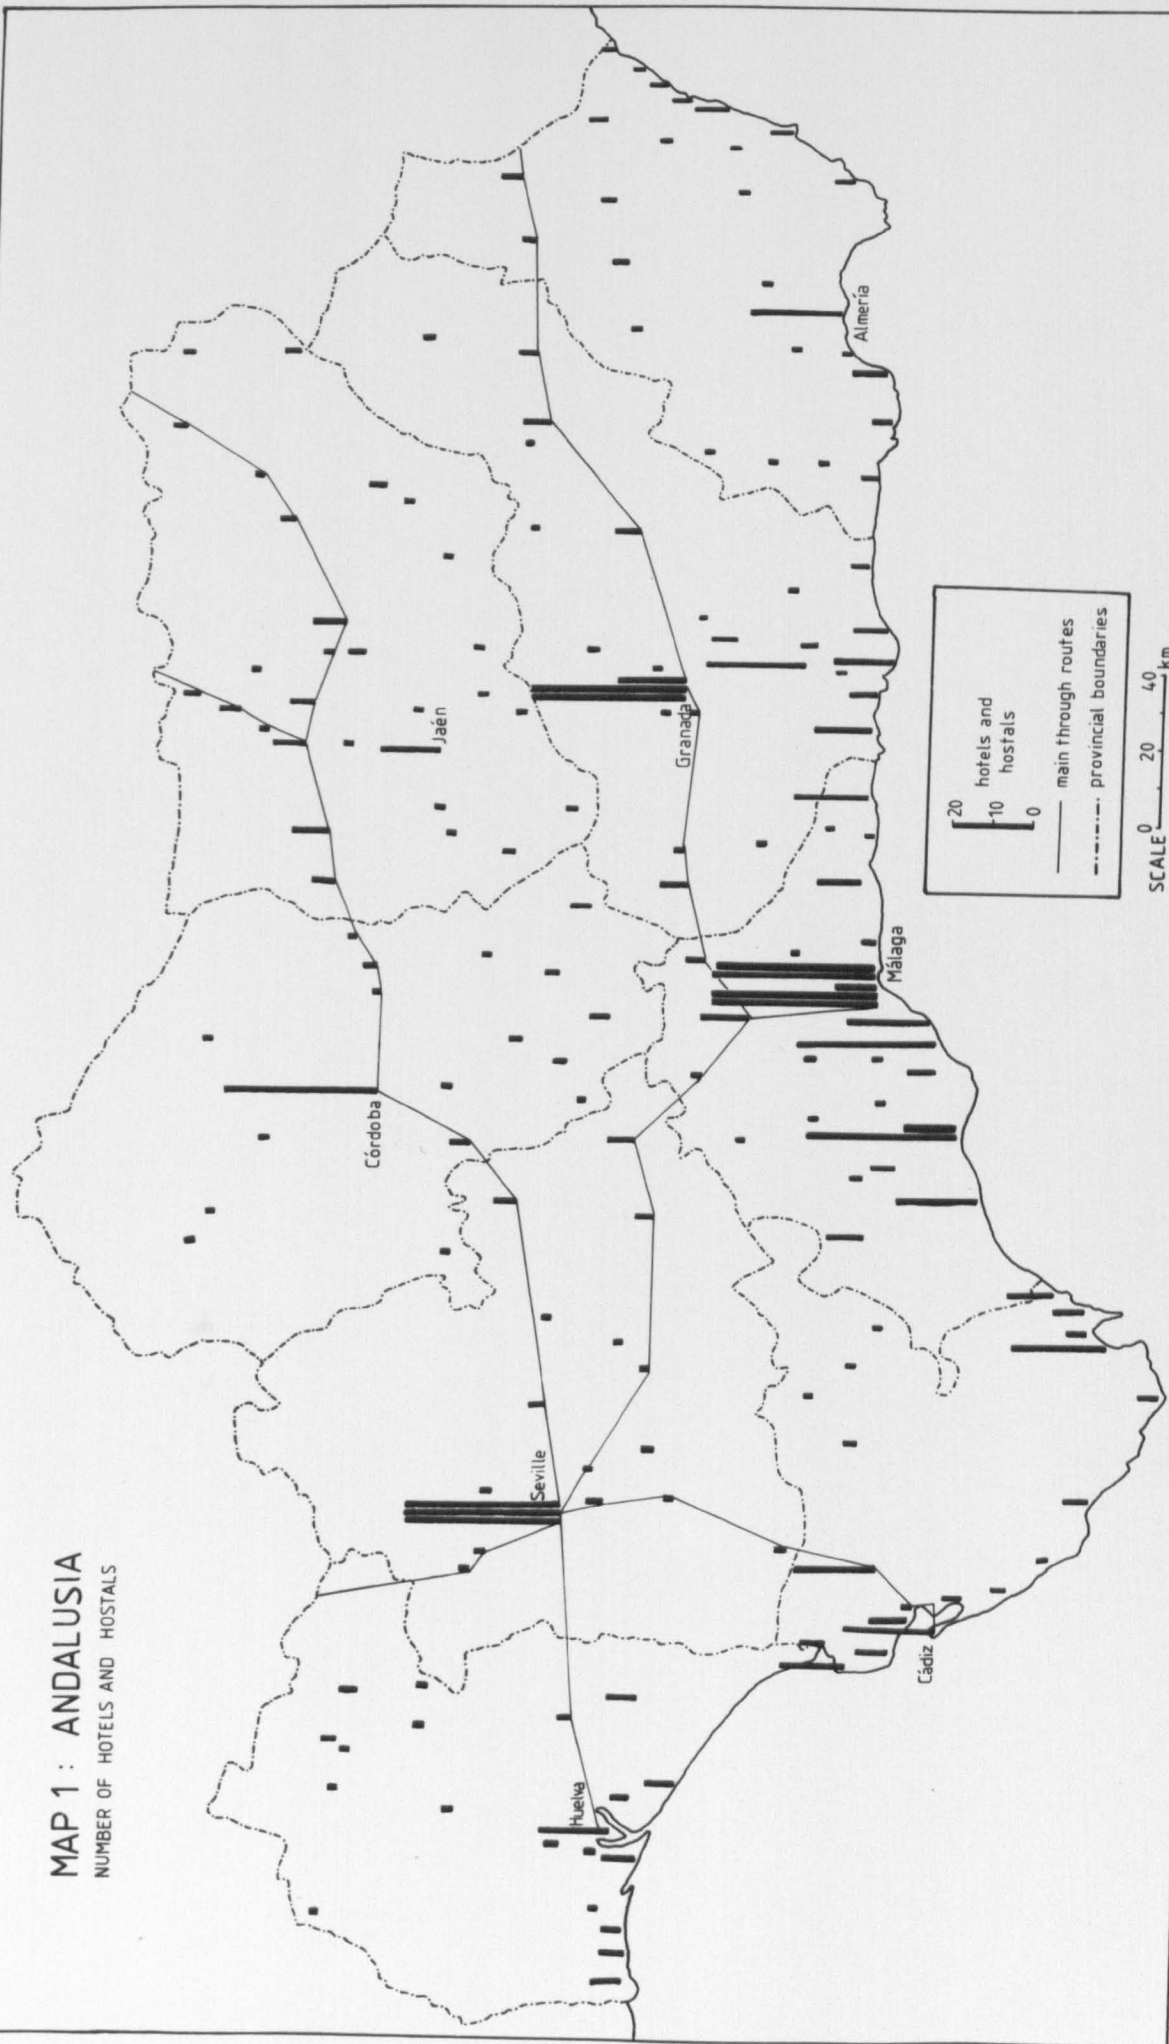 MAP 1 : ANDALUSIA
NUMBER OF HOTELS AND HOSTALS
Córdoba
Jaén
Seville
Huelva
Granada
Almería
Málaga
Cádiz
20
10
0
hotels and
hostals
main through routes
provincial boundaries
SCALE 0 20 40 km